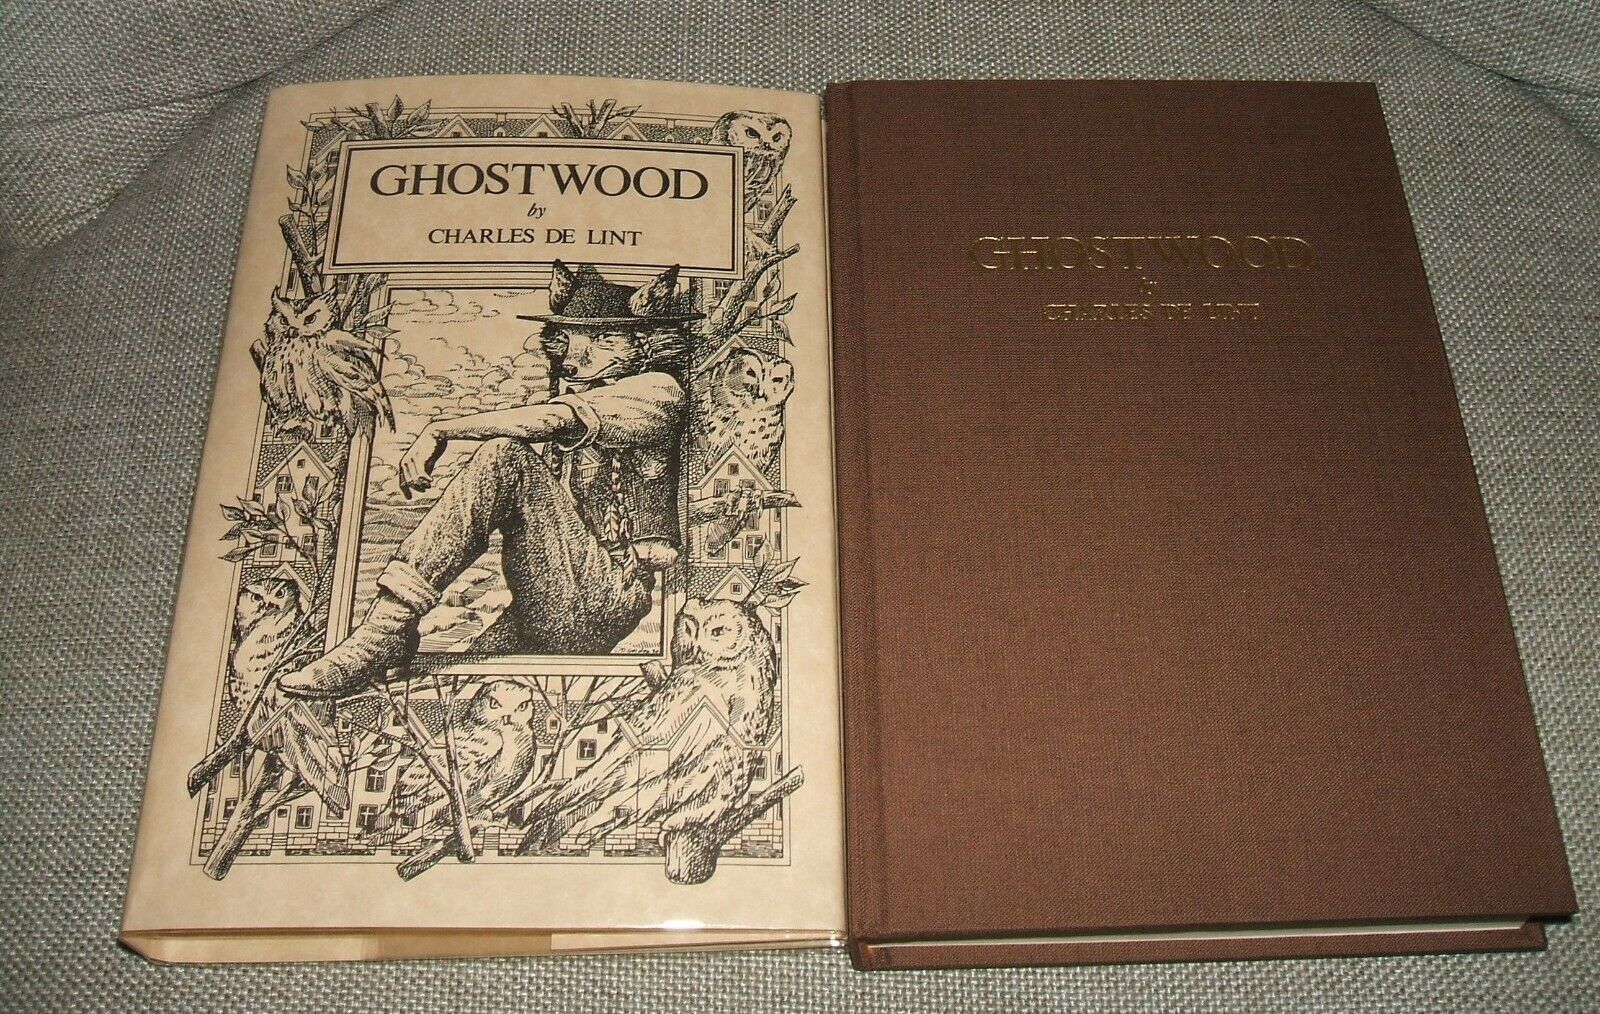 GHOSTWOOD
by
CHARLES DE LINT
GHOSTWOOD
by
CHARLES DE LINT